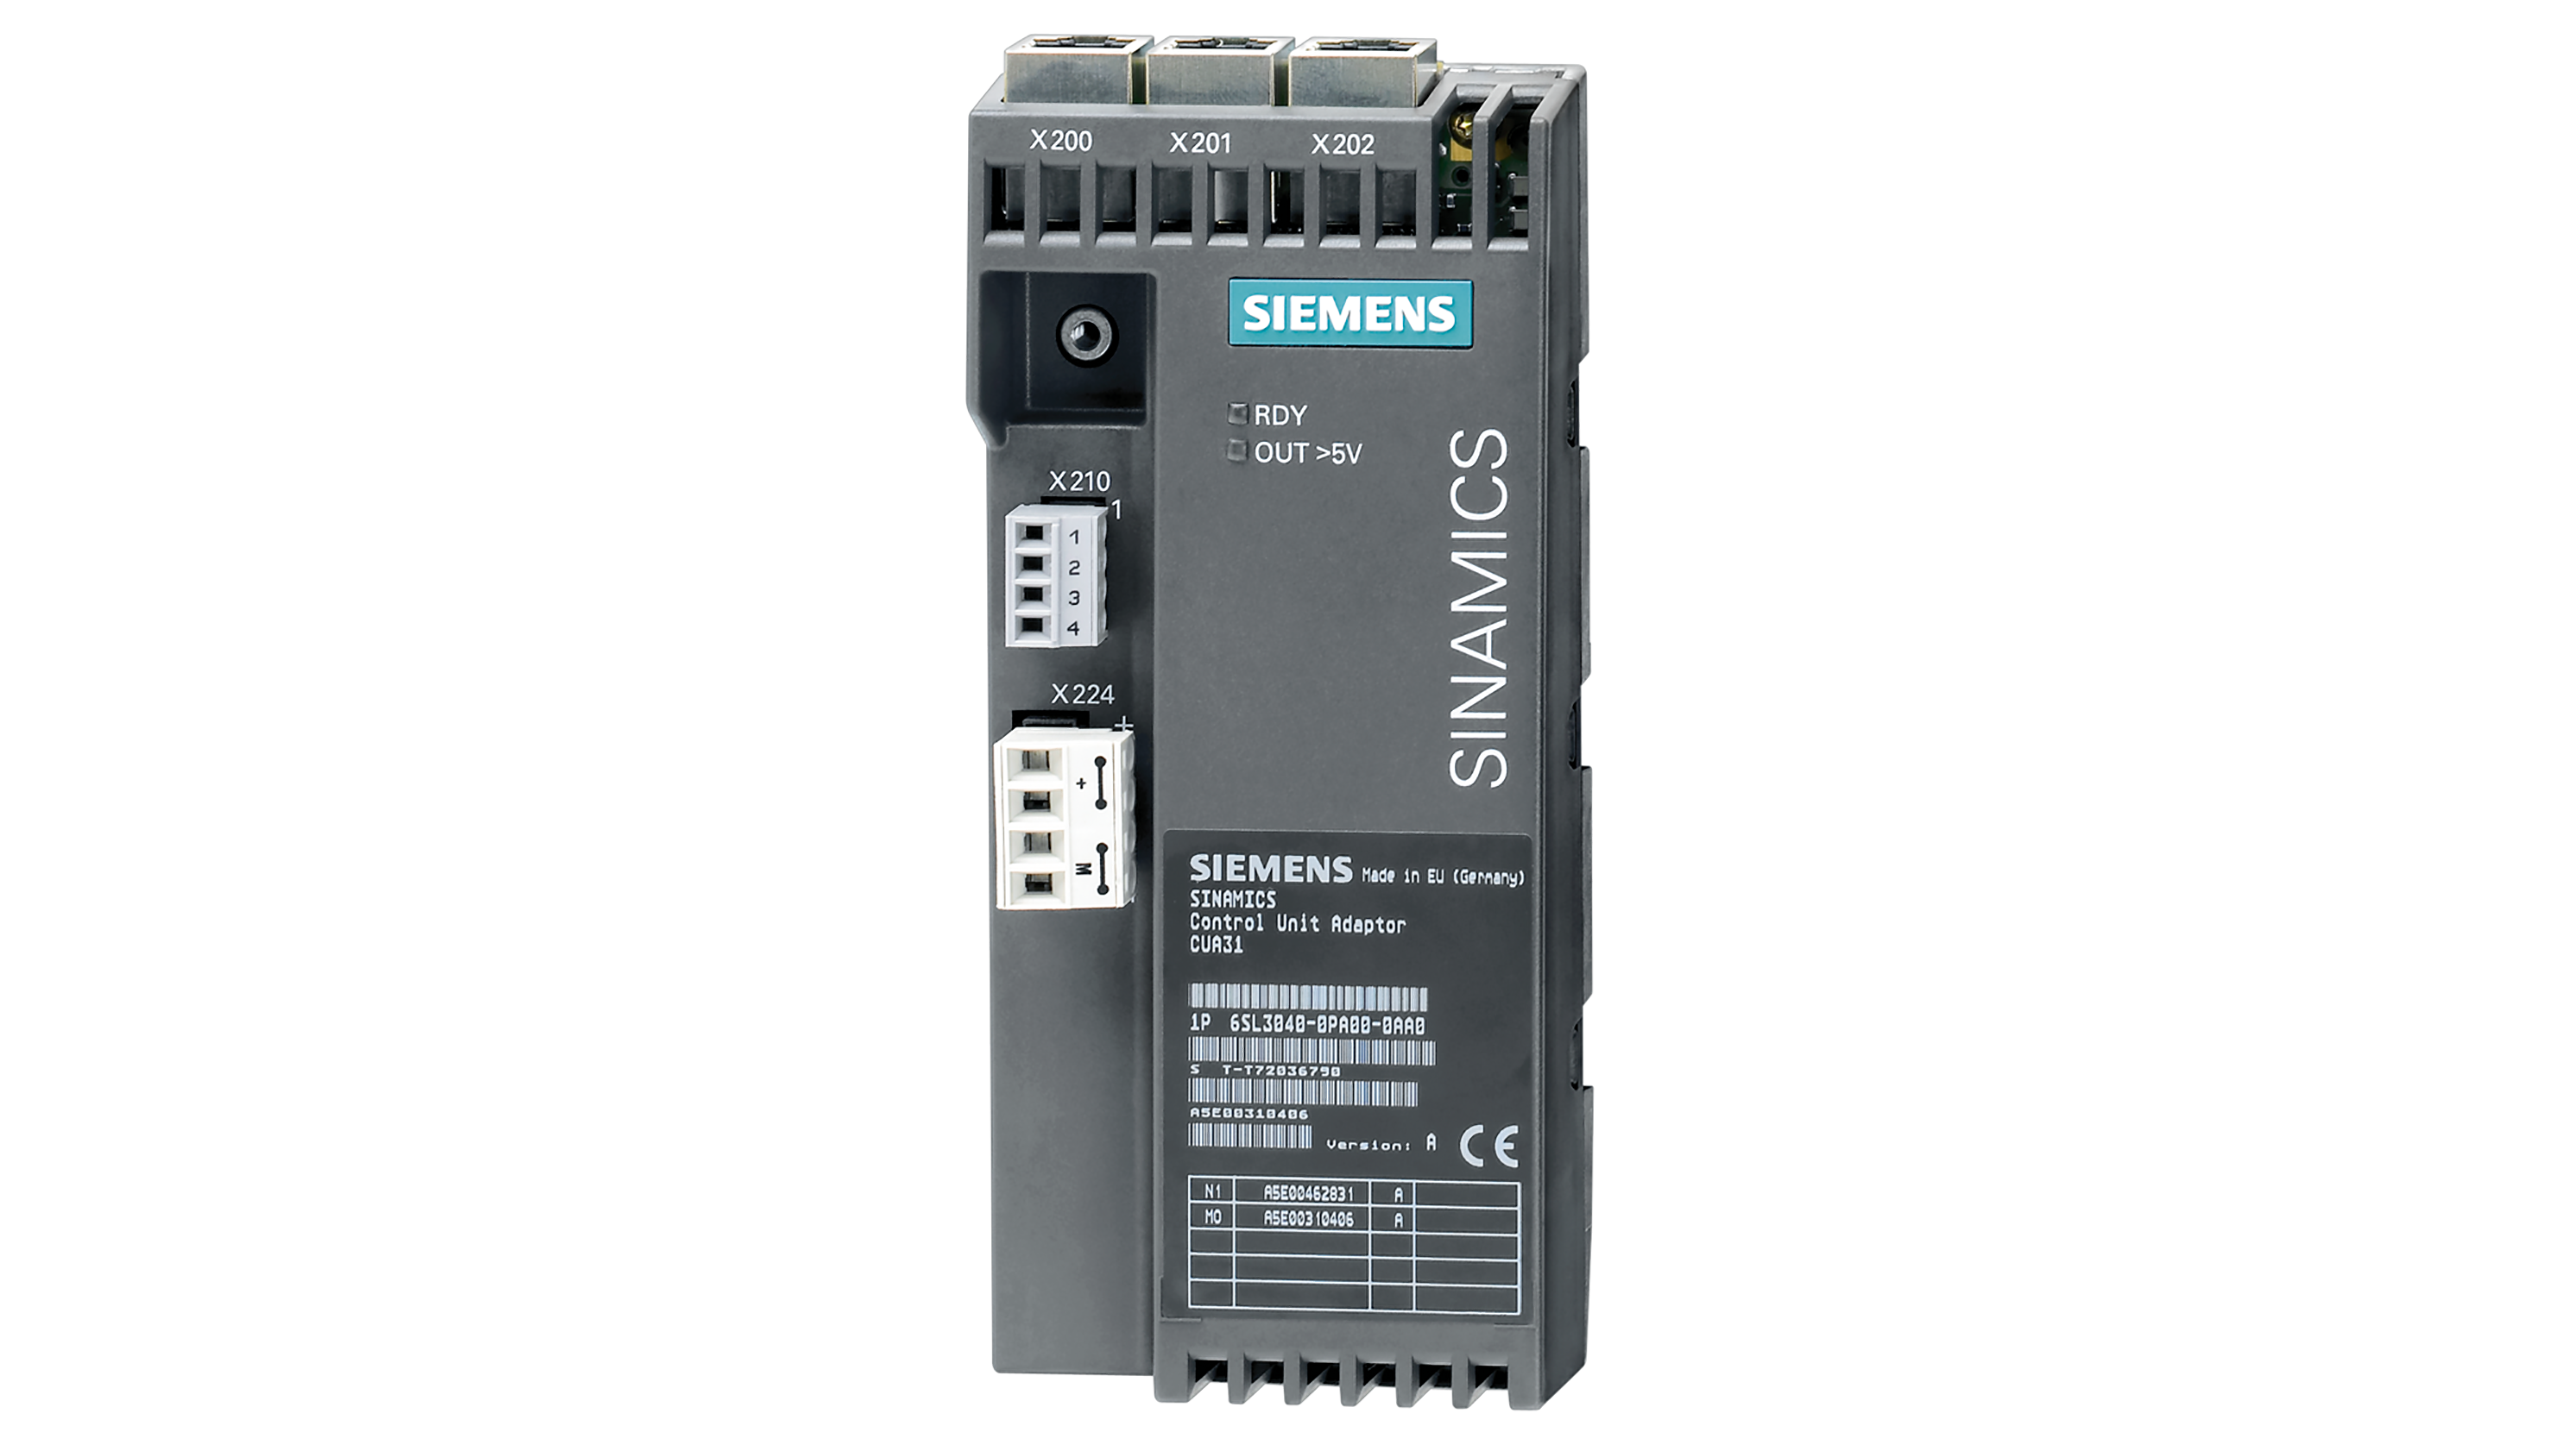 X200 X201 X202
SIEMENS
RDY
OUT >5V
X210
1
1
2
3
4
SINAMICS
X224
+
+
M
SIEMENS Made in EU (Germany)
SINAMICS
Control Unit Adaptor
CUA31
1P 6SL3040-0PA00-0AA0
S T-T72036790
A5E00310406
Version: A CE
N1 A5E00462831 A
M0 A5E00310406 A